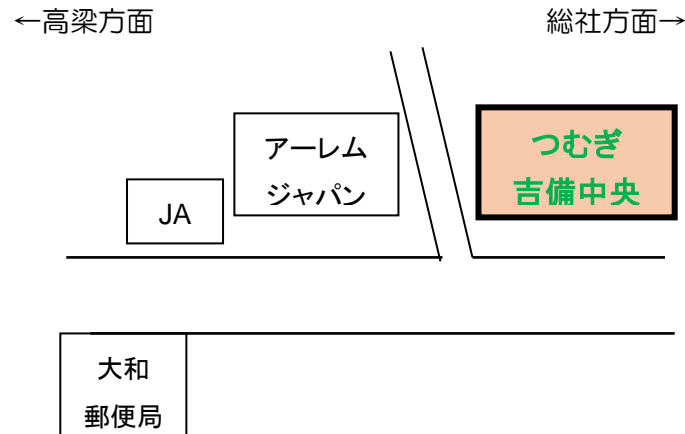 ←高梁方面
総社方面→
アーレム
ジャパン
つむぎ
吉備中央
JA
大和
郵便局